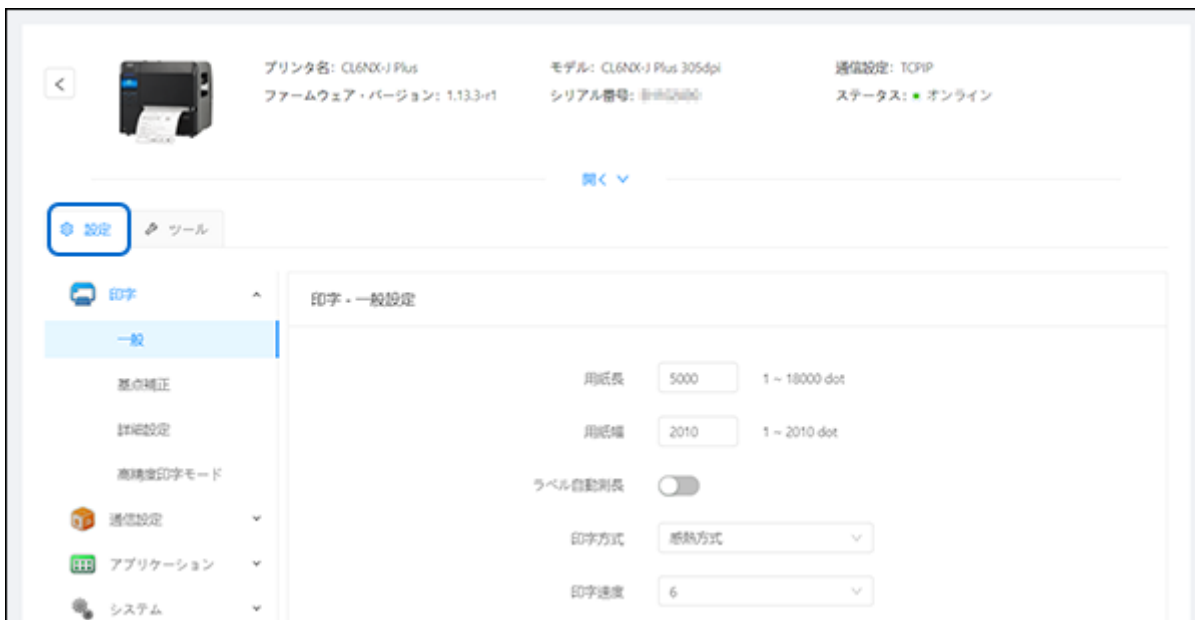 プリンタ名: CL6NX-J Plus モデル: CL6NX-J Plus 305dpi 通信設定: TCPIP
ファームウェア・バージョン: 1.13.3-r1 シリアル番号: ステータス: オンライン
開く
設定 ツール
印字
一般
基点補正
詳細設定
高精度印字モード
通信設定
アプリケーション
システム
印字 - 一般設定
用紙長 5000 1 ~ 18000 dot
用紙幅 2010 1 ~ 2010 dot
ラベル自動測長
印字方式 感熱方式
印字速度 6